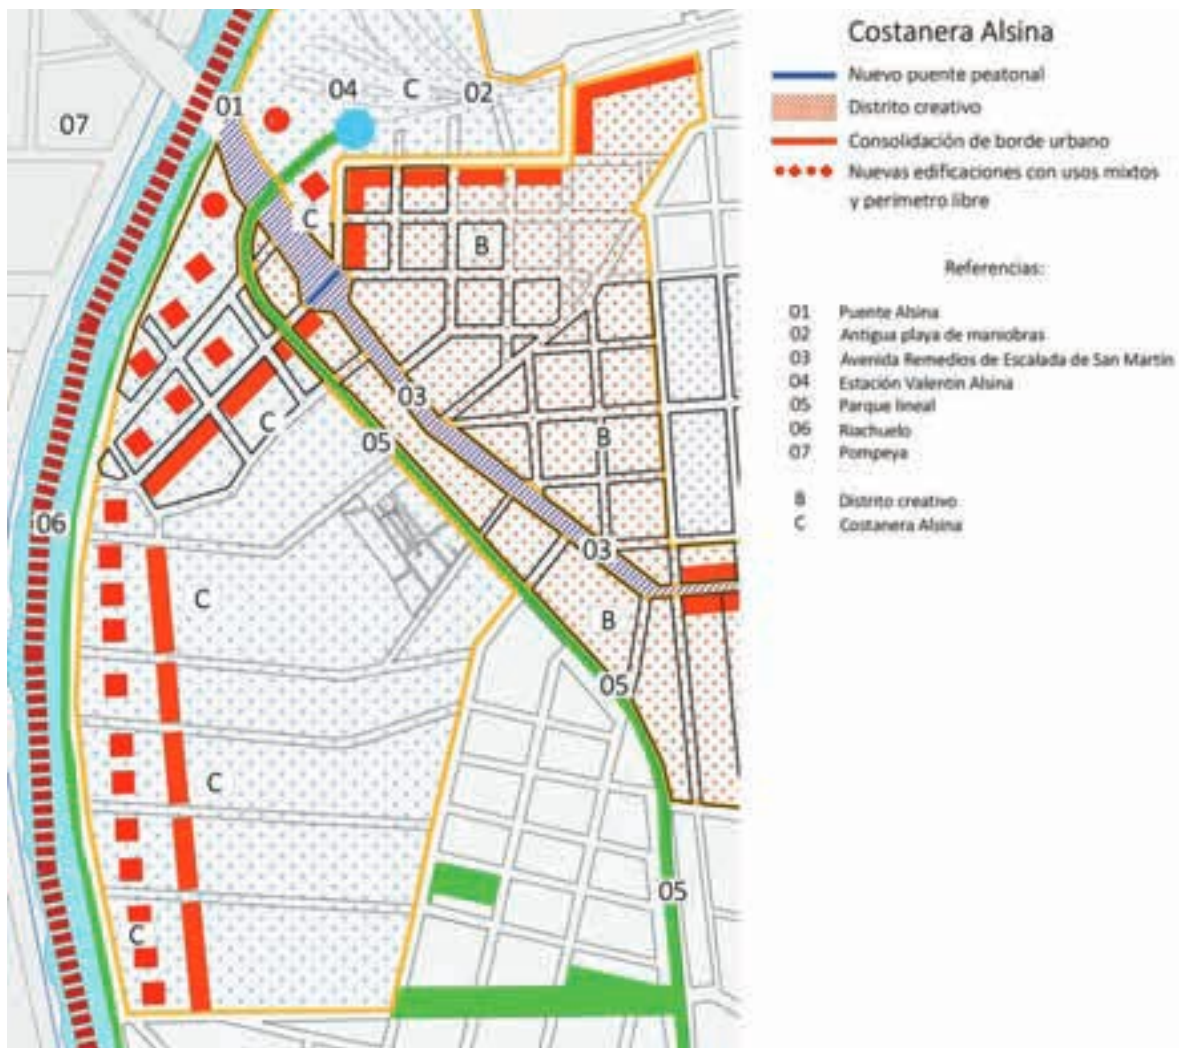 Costanera Alsina
Nuevo puente peatonal
Distrito creativo
Consolidación de borde urbano
Nuevas edificaciones con usos mixtos
y perímetro libre
Referencias:
01 Puente Alsina
02 Antigua playa de maniobras
03 Avenida Remedios de Escalada de San Martín
04 Estación Valentín Alsina
05 Parque lineal
06 Riachuelo
07 Pompeya
B Distrito creativo
C Costanera Alsina
04
C
02
01
07
C
B
03
C
05
B
06
03
C
B
05
C
05
C